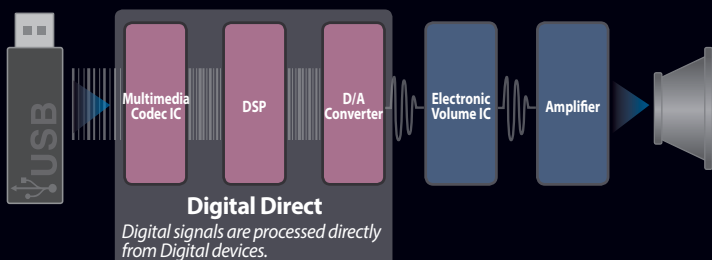 USB
Multimedia
Codec IC
DSP
D/A
Converter
Electronic
Volume IC
Amplifier
Digital Direct
Digital signals are processed directly
from Digital devices.